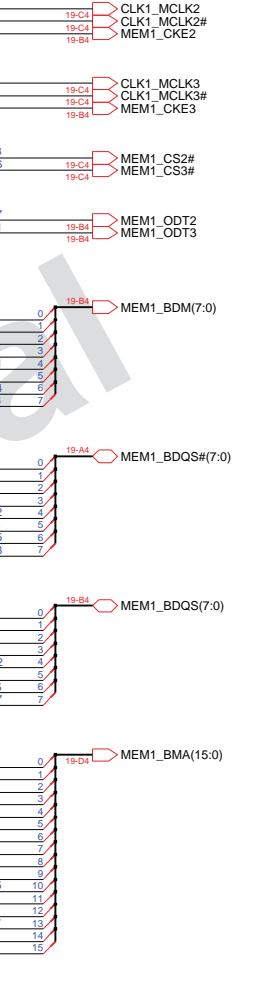 19-C4 CLK1_MCLK2
19-C4 CLK1_MCLK2#
19-B4 MEM1_CKE2
19-C4 CLK1_MCLK3
19-C4 CLK1_MCLK3#
19-B4 MEM1_CKE3
19-C4 MEM1_CS2#
19-C4 MEM1_CS3#
19-B4 MEM1_ODT2
19-B4 MEM1_ODT3
19-B4 MEM1_BDM(7:0)
0
1
2
3
4
5
6
7
19-A4 MEM1_BDQS#(7:0)
0
1
2
3
4
5
6
7
19-B4 MEM1_BDQS(7:0)
0
1
2
3
4
5
6
7
19-D4 MEM1_BMA(15:0)
0
1
2
3
4
5
6
7
8
9
10
11
12
13
14
15
al